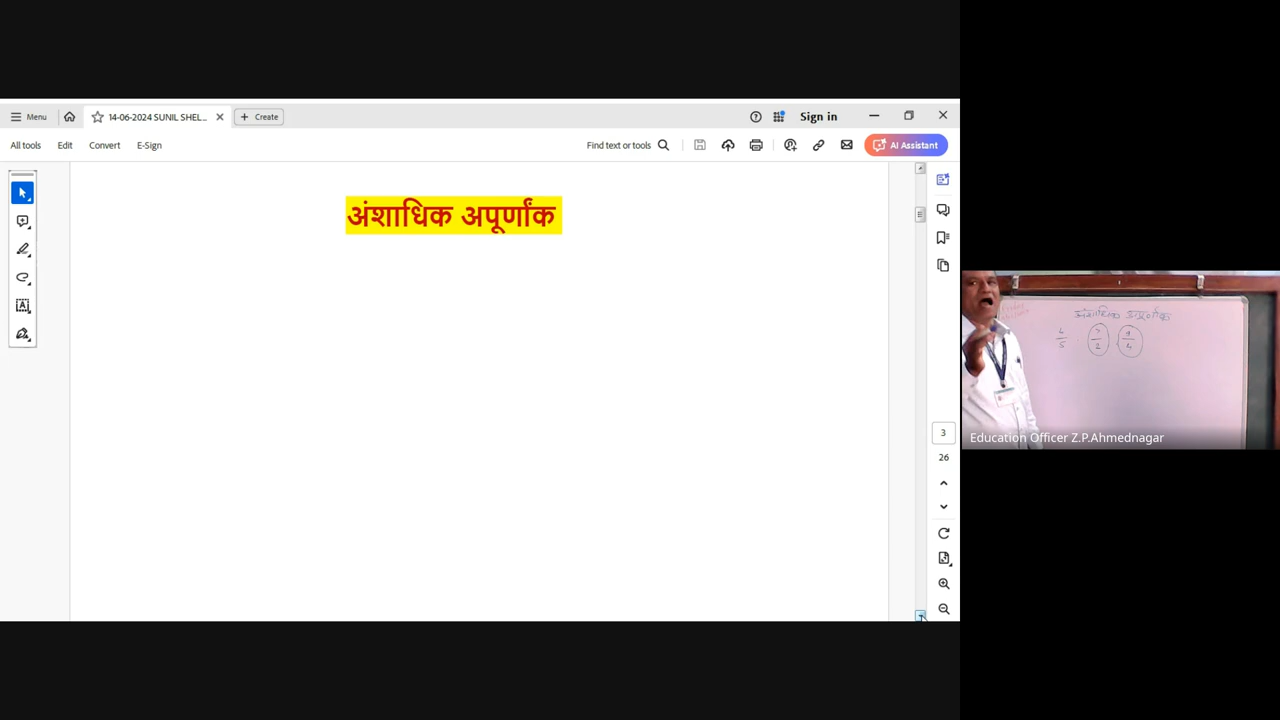 Menu
14-06-2024 SUNIL SHEL...
Create
Sign in
All tools
Edit
Convert
E-Sign
Find text or tools
AI Assistant
अंशाधिक अपूर्णांक
अंशाधिक अपूर्णांक
3
26
Education Officer Z.P.Ahmednagar